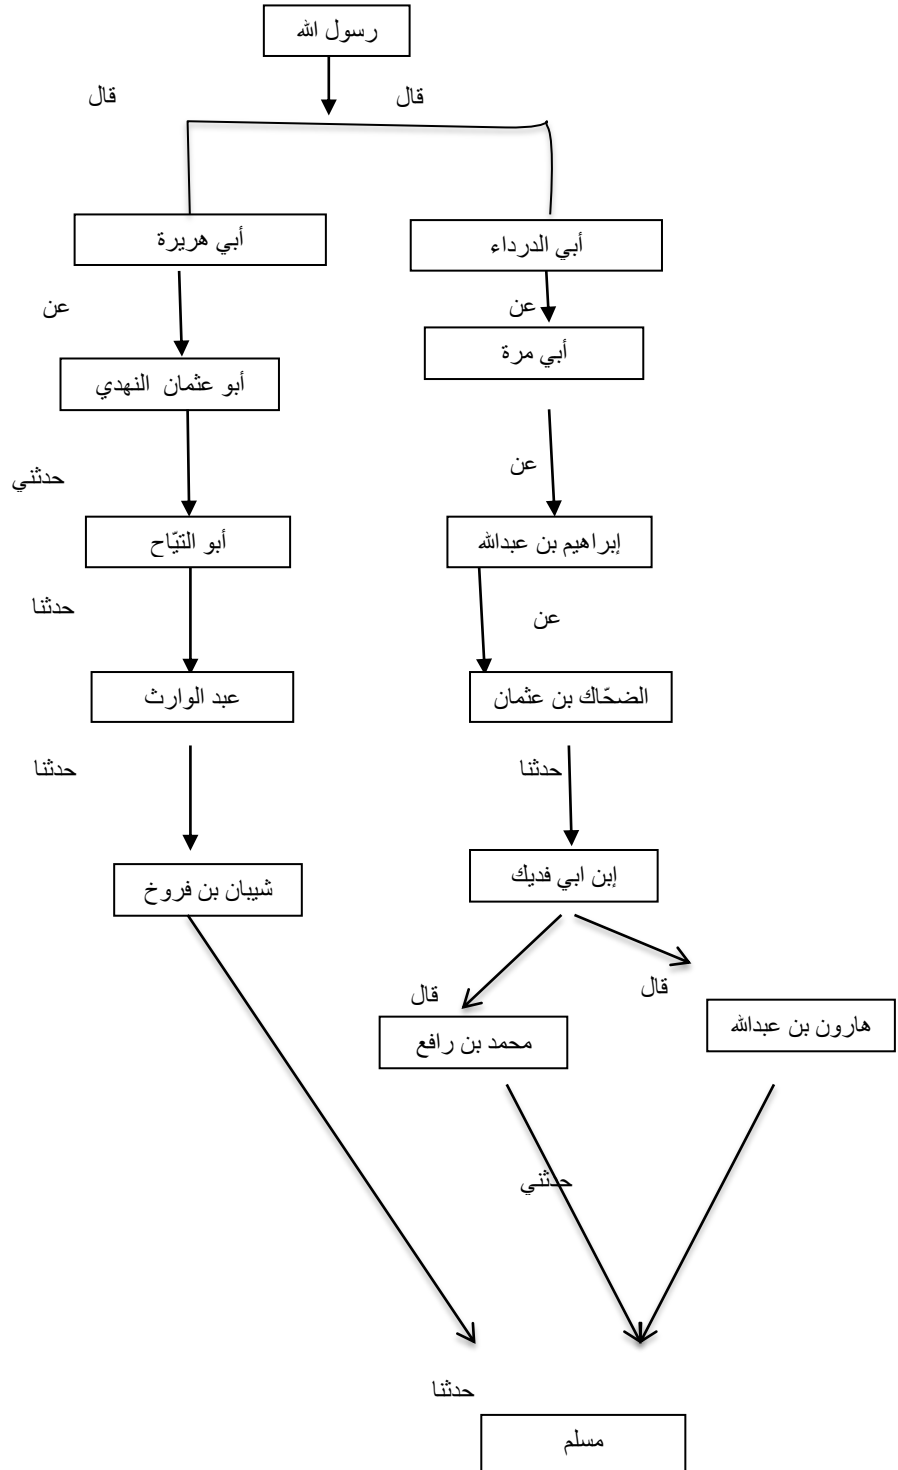 رسول الله
قال
قال
أبي الدرداء
أبي هريرة
عن
عن
أبي مرة
أبو عثمان النهدي
عن
حدثني
إبراهيم بن عبدالله
أبو التيّاح
عن
حدثنا
الضحّاك بن عثمان
عبد الوارث
حدثنا
حدثنا
إبن ابي فديك
شيبان بن فروخ
قال
قال
هارون بن عبدالله
محمد بن رافع
حدثني
حدثنا
مسلم